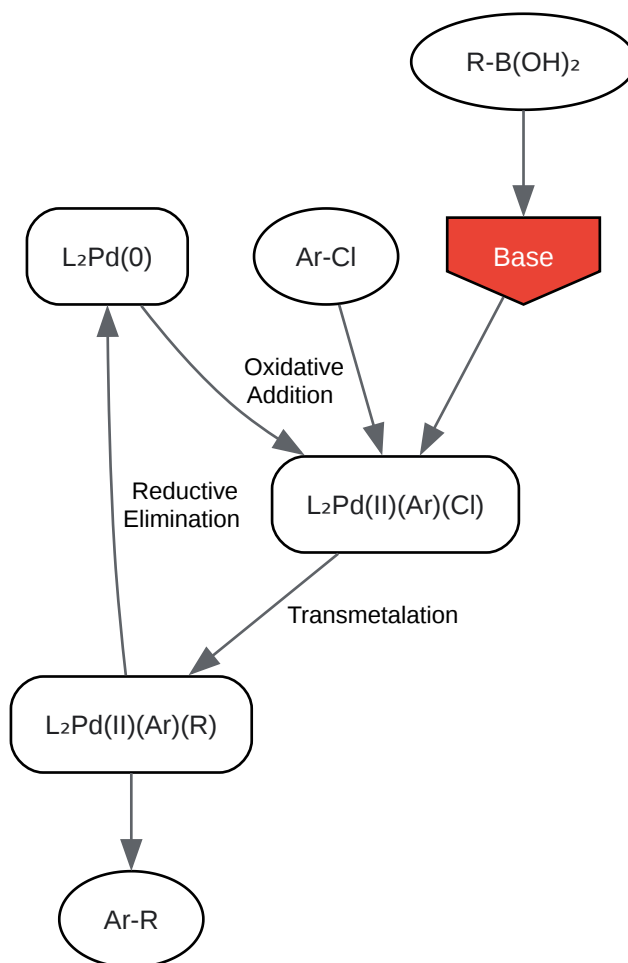 R-B(OH)₂
L₂Pd(0)
Ar-Cl
Base
Oxidative
Addition
Reductive
Elimination
L₂Pd(II)(Ar)(Cl)
Transmetalation
L₂Pd(II)(Ar)(R)
Ar-R